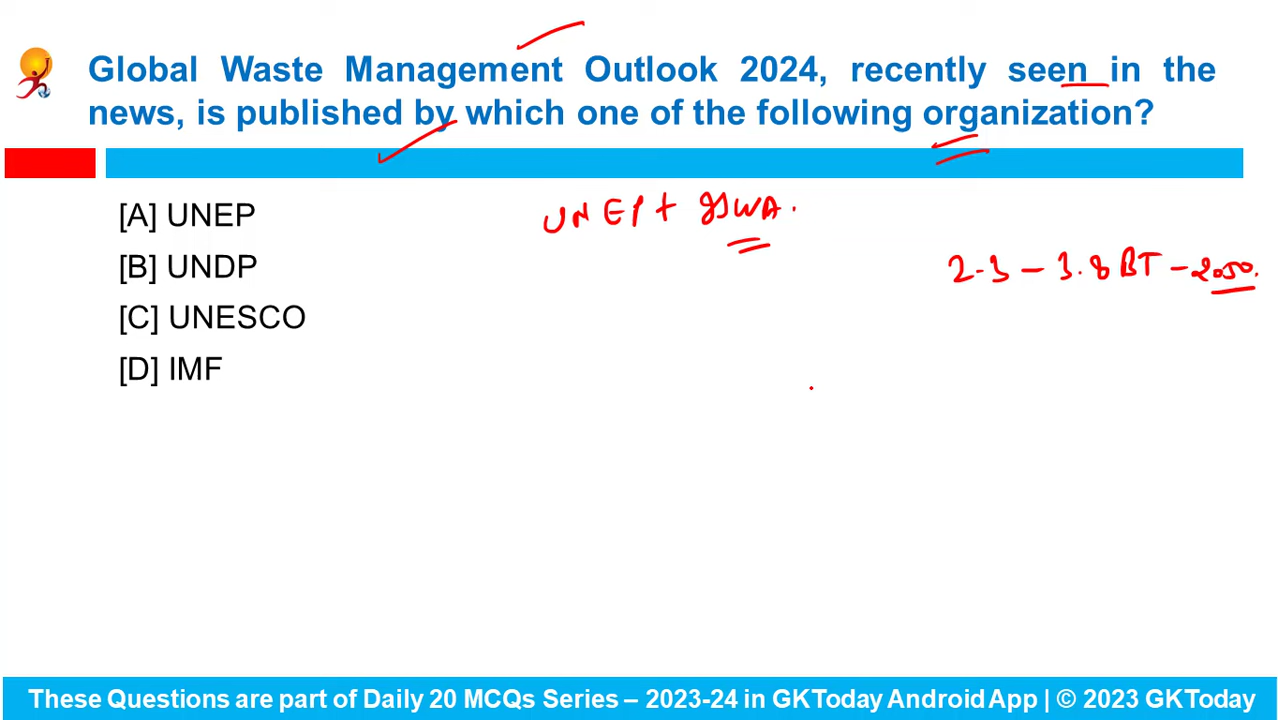 Global Waste Management Outlook 2024, recently seen in the
news, is published by which one of the following organization?
[A] UNEP
UNEP + ISWA.
[B] UNDP
2.3 – 3.8 BT – 2050.
[C] UNESCO
[D] IMF
These Questions are part of Daily 20 MCQs Series – 2023-24 in GKToday Android App | © 2023 GKToday